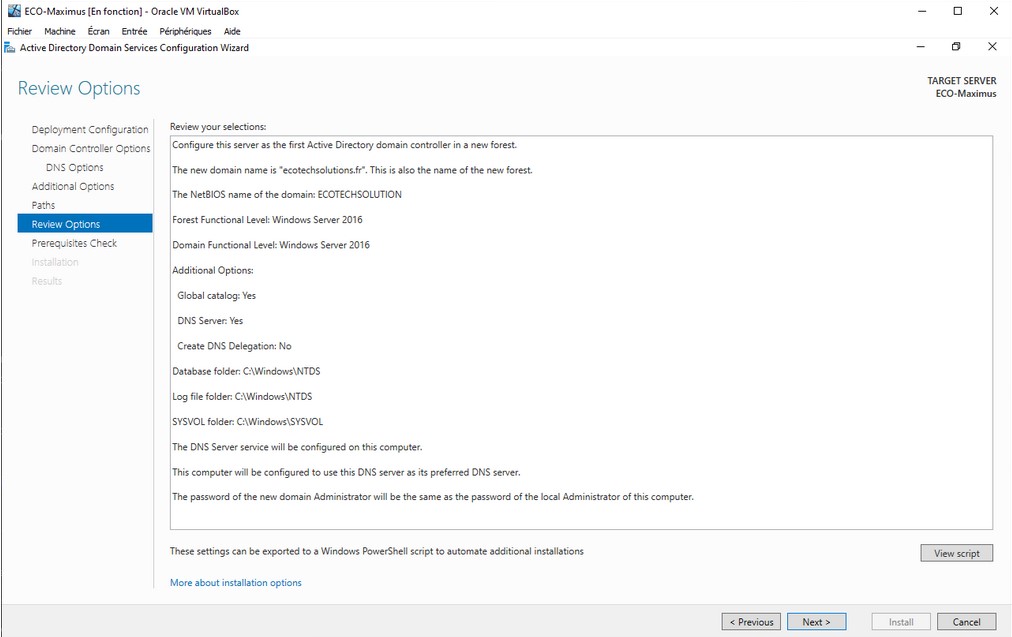 ECO-Maximus [En fonction] - Oracle VM VirtualBox
Fichier Machine Écran Entrée Périphériques Aide
Active Directory Domain Services Configuration Wizard
Review Options
TARGET SERVER
ECO-Maximus
Deployment Configuration
Domain Controller Options
DNS Options
Additional Options
Paths
Review Options
Prerequisites Check
Installation
Results
Review your selections:
Configure this server as the first Active Directory domain controller in a new forest.
The new domain name is "ecotechsolutions.fr". This is also the name of the new forest.
The NetBIOS name of the domain: ECOTECHSOLUTION
Forest Functional Level: Windows Server 2016
Domain Functional Level: Windows Server 2016
Additional Options:
Global catalog: Yes
DNS Server: Yes
Create DNS Delegation: No
Database folder: C:\Windows\NTDS
Log file folder: C:\Windows\NTDS
SYSVOL folder: C:\Windows\SYSVOL
The DNS Server service will be configured on this computer.
This computer will be configured to use this DNS server as its preferred DNS server.
The password of the new domain Administrator will be the same as the password of the local Administrator of this computer.
These settings can be exported to a Windows PowerShell script to automate additional installations
View script
More about installation options
< Previous Next > Install Cancel